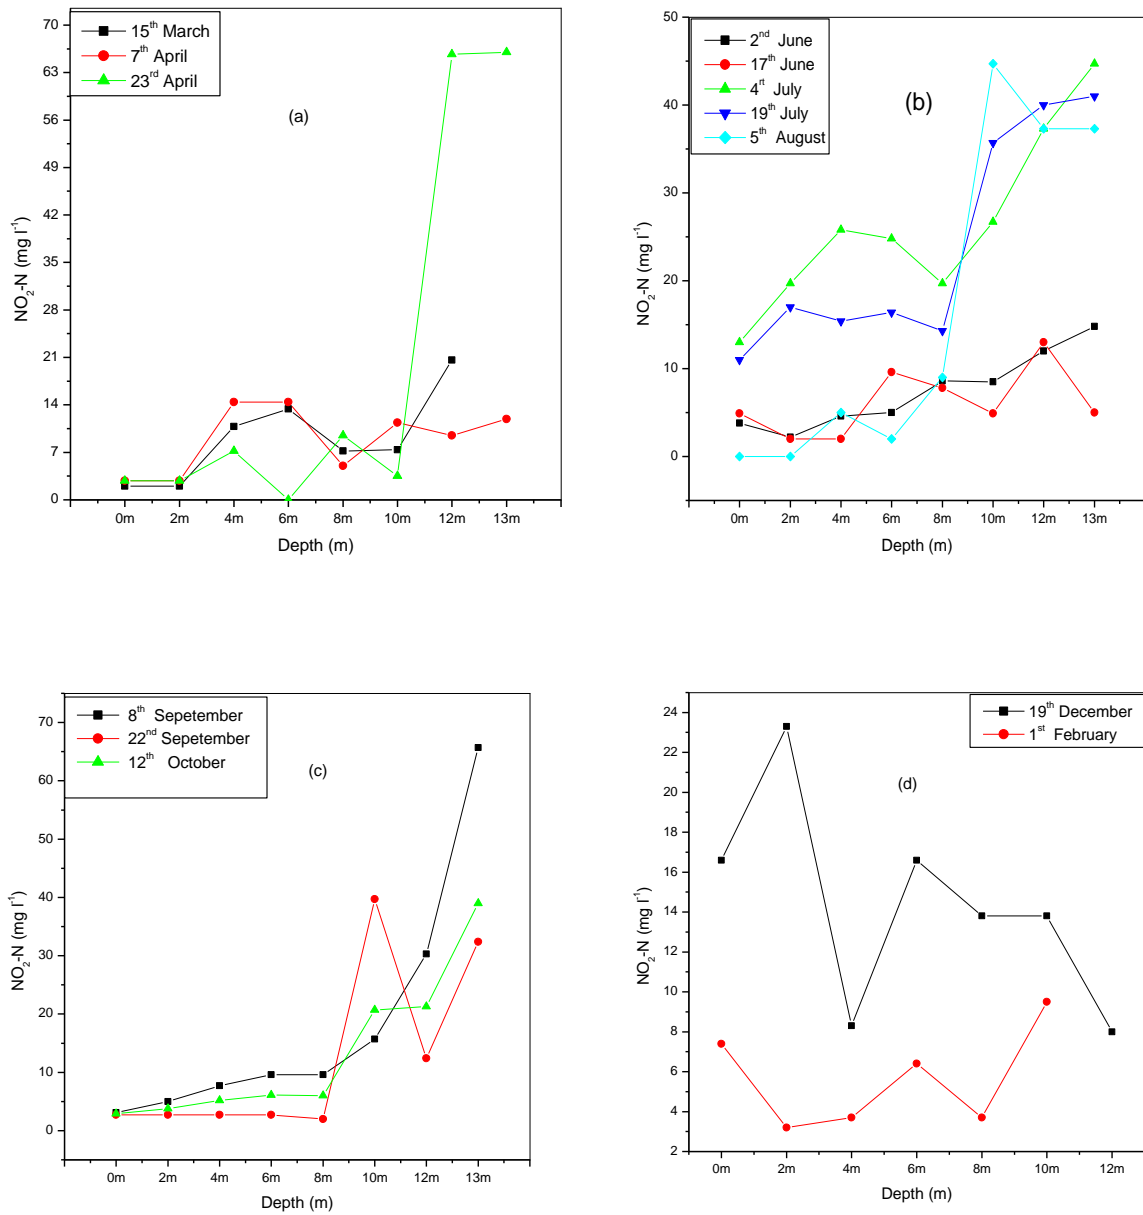 15th March
7th April
23rd April
(a)
70
63
56
49
42
35
28
21
14
7
0
NO2-N (mg l-1)
0m 2m 4m 6m 8m 10m 12m 13m
Depth (m)
2nd June
17th June
4rt July
19th July
5th August
(b)
50
40
30
20
10
0
NO2-N (mg l-1)
0m 2m 4m 6m 8m 10m 12m 13m
Depth (m)
8th Sepetember
22nd Sepetember
12th October
(c)
70
60
50
40
30
20
10
0
NO2-N (mg l-1)
0m 2m 4m 6m 8m 10m 12m 13m
Depth (m)
19th December
1st February
(d)
24
22
20
18
16
14
12
10
8
6
4
2
NO2-N (mg l-1)
0m 2m 4m 6m 8m 10m 12m
Depth (m)